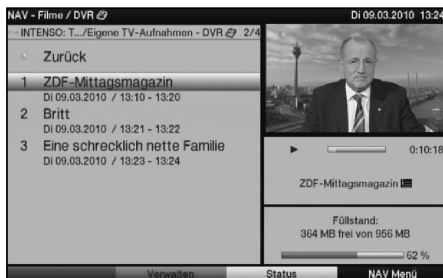 NAV - Filme / DVR
Di 09.03.2010 13:24
INTENSO: T.../Eigene TV-Aufnahmen - DVR 2/4
Zurück
1 ZDF-Mittagsmagazin
Di 09.03.2010 / 13:10 - 13:20
2 Britt
Di 09.03.2010 / 13:21 - 13:22
3 Eine schrecklich nette Familie
Di 09.03.2010 / 13:23 - 13:24
0:10:18
ZDF-Mittagsmagazin
Füllstand:
364 MB frei von 956 MB
62 %
Verwalten
Status
NAV Menü